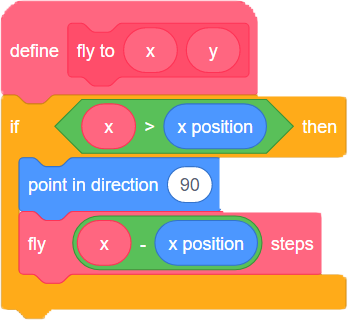 define fly to x y
if x > x position then
point in direction 90
fly x - x position steps